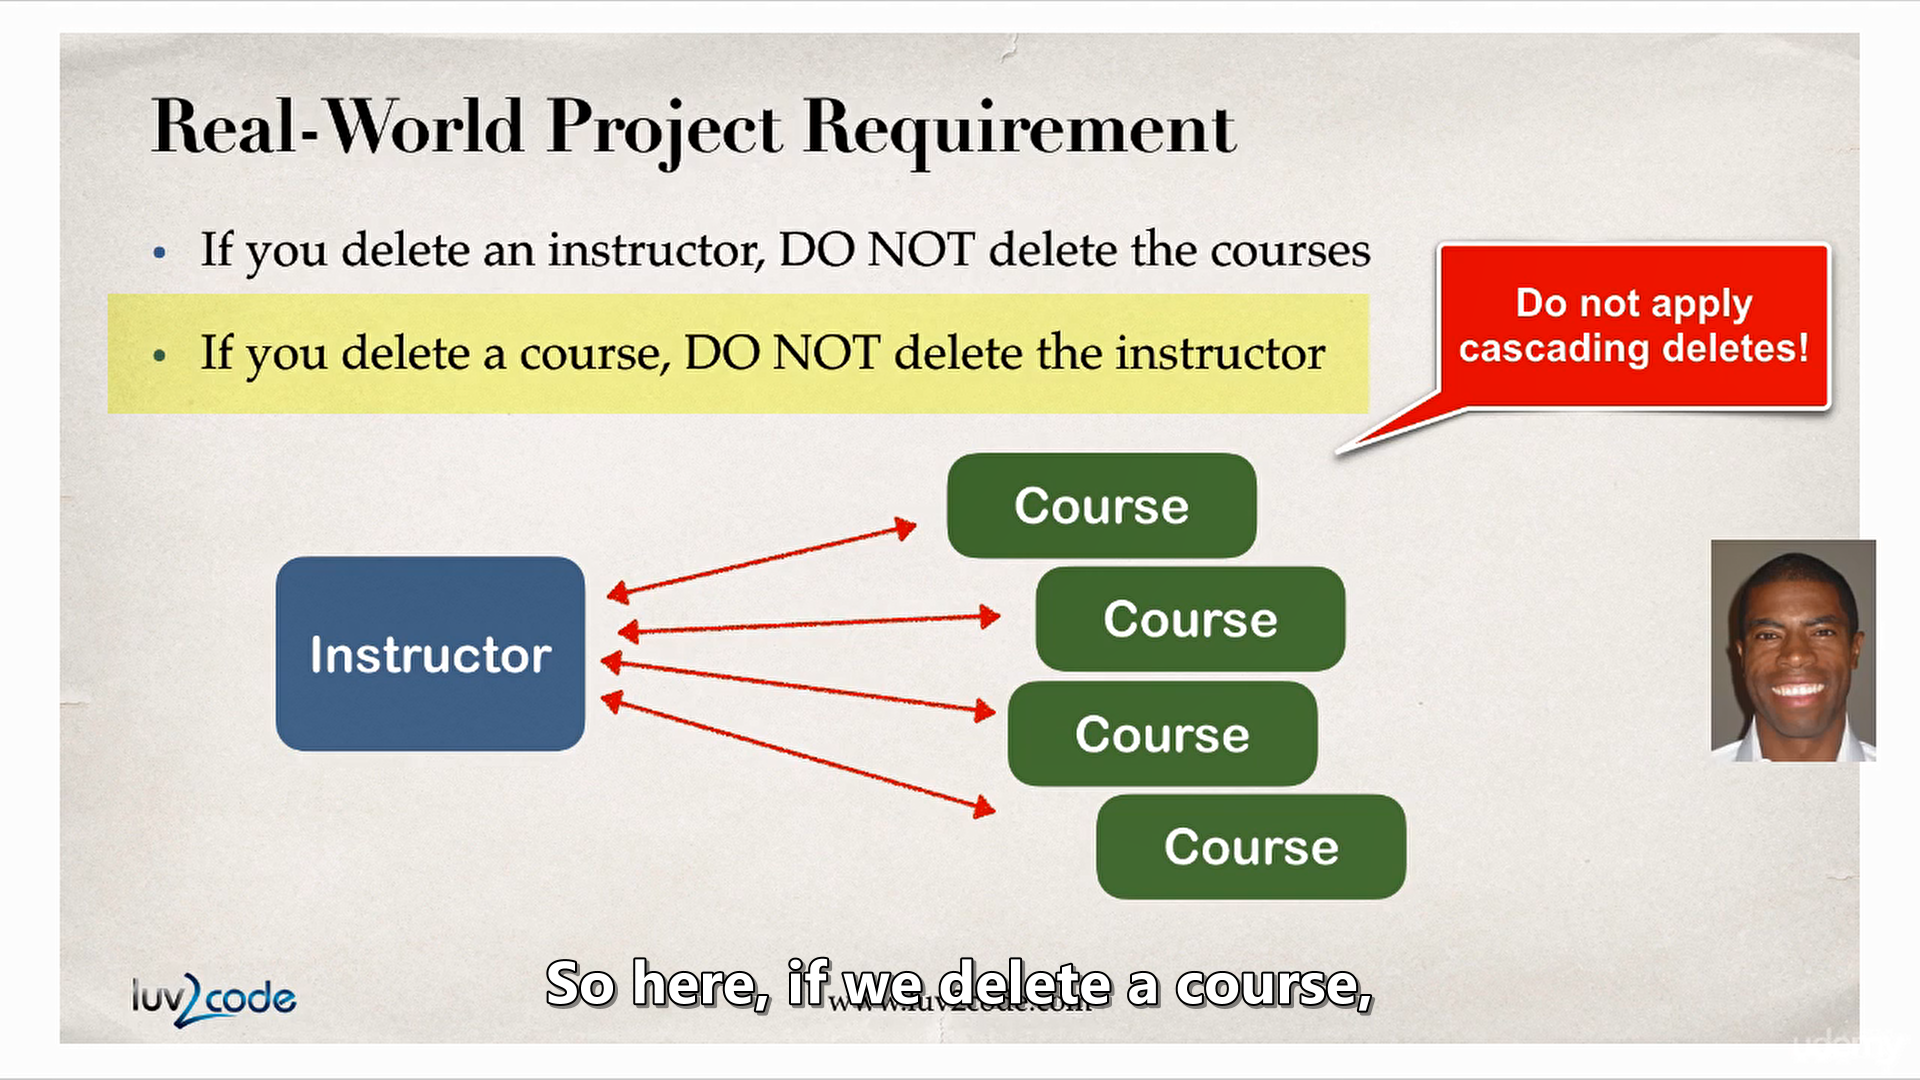 Real-World Project Requirement
• If you delete an instructor, DO NOT delete the courses
• If you delete a course, DO NOT delete the instructor
Do not apply
cascading deletes!
Course
Course
Instructor
Course
Course
So here, if we delete a course,
luv2code
www.luv2code.com
udemy